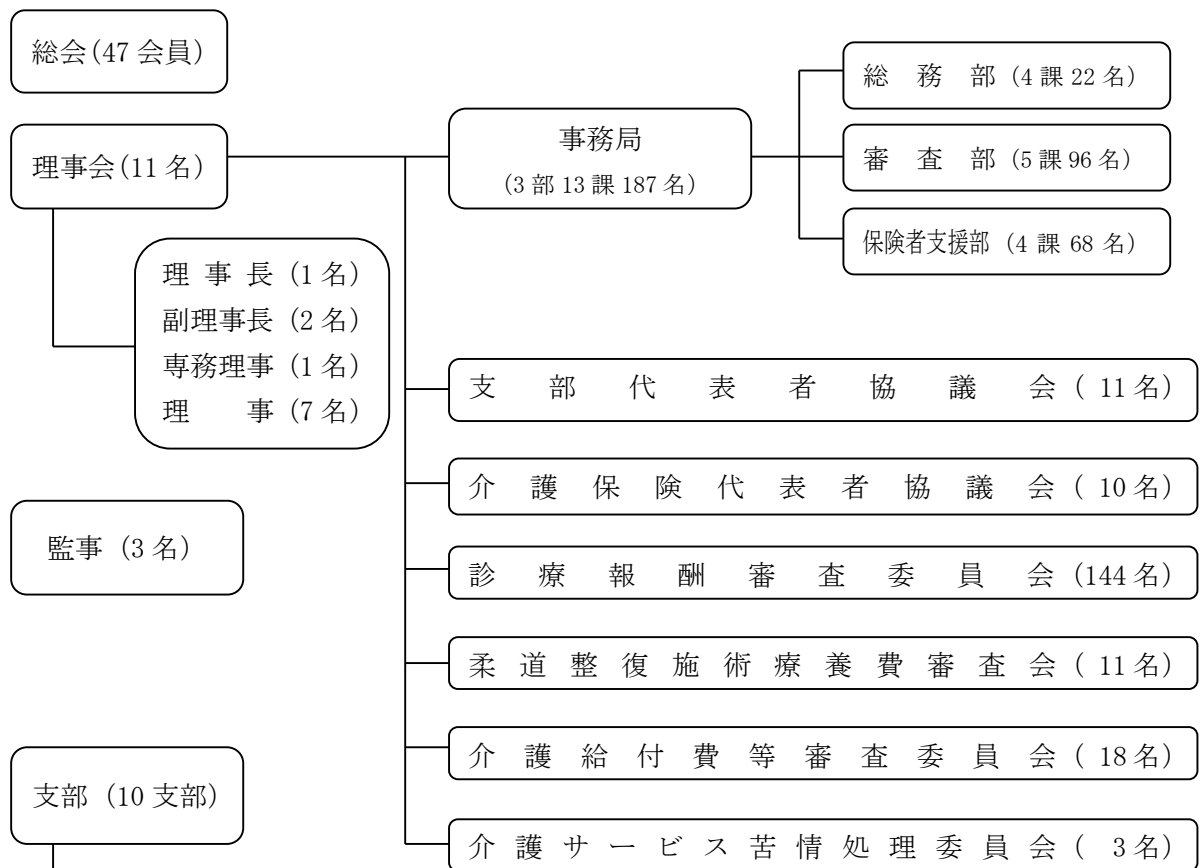 総会(47会員)
理事会(11名)
理事長(1名)
副理事長(2名)
専務理事(1名)
理事(7名)
監事(3名)
支部(10支部)
事務局
(3部13課187名)
総務部(4課22名)
審査部(5課96名)
保険者支援部(4課68名)
支部代表者協議会(11名)
介護保険代表者協議会(10名)
診療報酬審査委員会(144名)
柔道整復施術療養費審査会(11名)
介護給付費等審査委員会(18名)
介護サービス苦情処理委員会(3名)